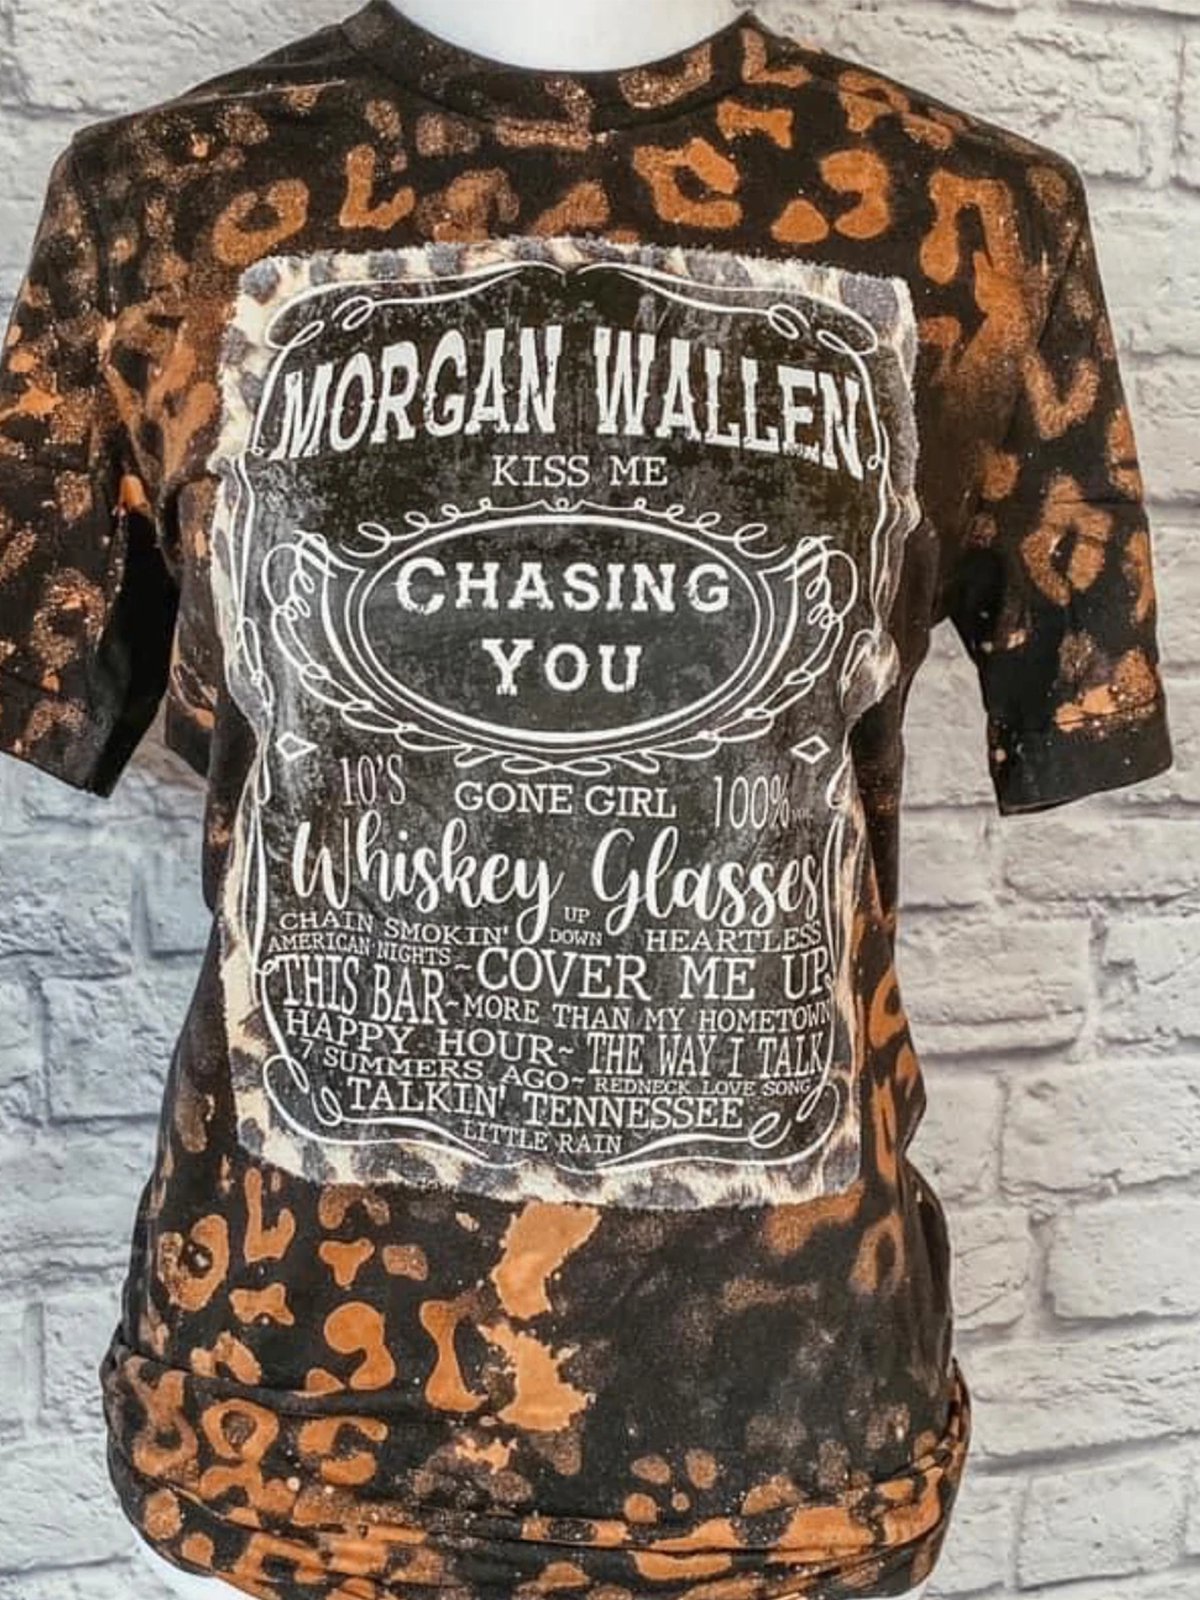 MORGAN WALLEN
KISS ME
CHASING
YOU
10'S GONE GIRL 100%
Whiskey Glasses
CHAIN SMOKIN' UP DOWN HEARTLESS
AMERICAN NIGHTS~COVER ME UP
THIS BAR~MORE THAN MY HOMETOWN
HAPPY HOUR~THE WAY I TALK
7 SUMMERS AGO~REDNECK LOVE SONG
TALKIN' TENNESSEE
LITTLE RAIN